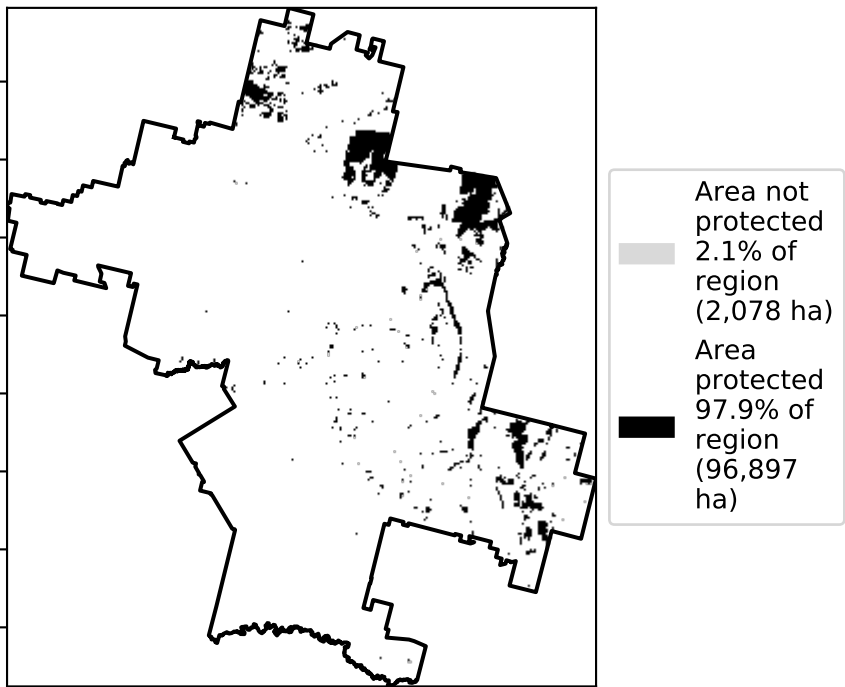 Area not
protected
2.1% of
region
(2,078 ha)
Area
protected
97.9% of
region
(96,897
ha)